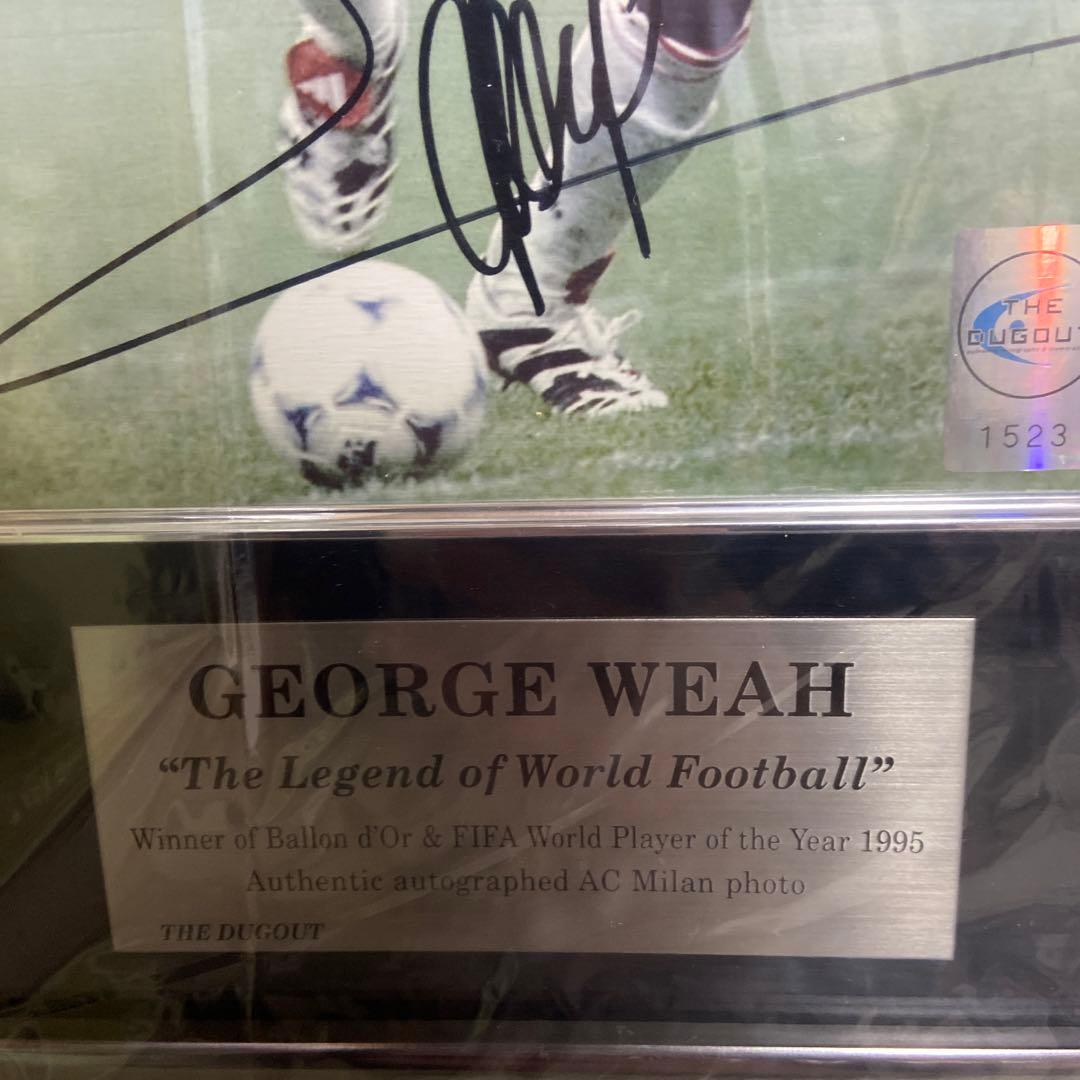 THE
DUGOUT
1523
GEORGE WEAH
“The Legend of World Football”
Winner of Ballon d'Or & FIFA World Player of the Year 1995
Authentic autographed AC Milan photo
THE DUGOUT